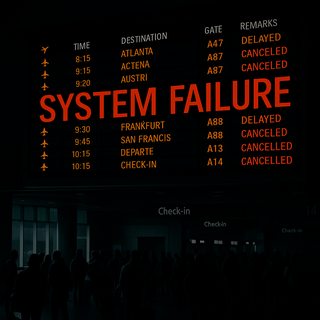 TIME DESTINATION GATE REMARKS
8:15 ATLANTA A47 DELAYED
9:15 ACTENA A87 CANCELED
9:20 AUSTRI A87 CANCELED
SYSTEM FAILURE
9:30 FRANKFURT A88 DELAYED
9:45 SAN FRANCIS A88 CANCELED
10:15 DEPARTE A13 CANCELLED
10:15 CHECK-IN A14 CANCELLED
Check-in
Check-in
Check-in